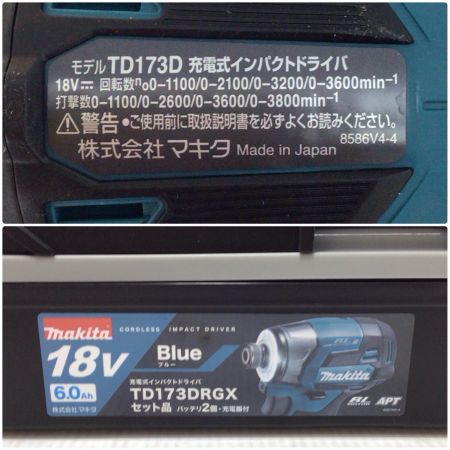 モデル TD173D 充電式インパクトドライバ
18V⎓ 回転数n₀0-1100/0-2100/0-3200/0-3600min⁻¹
打撃数0-1100/0-2600/0-3600/0-3800min⁻¹
⚠警告●ご使用前に取扱説明書を必ずよくお読みください。
8586V4-4
株式会社マキタ Made in Japan
makita CORDLESS IMPACT DRIVER
18V Blue
ブルー
6.0Ah
充電式インパクトドライバ
TD173DRGX
株式会社マキタ セット品 バッテリ2個・充電器付
makita
BL MOTOR APT